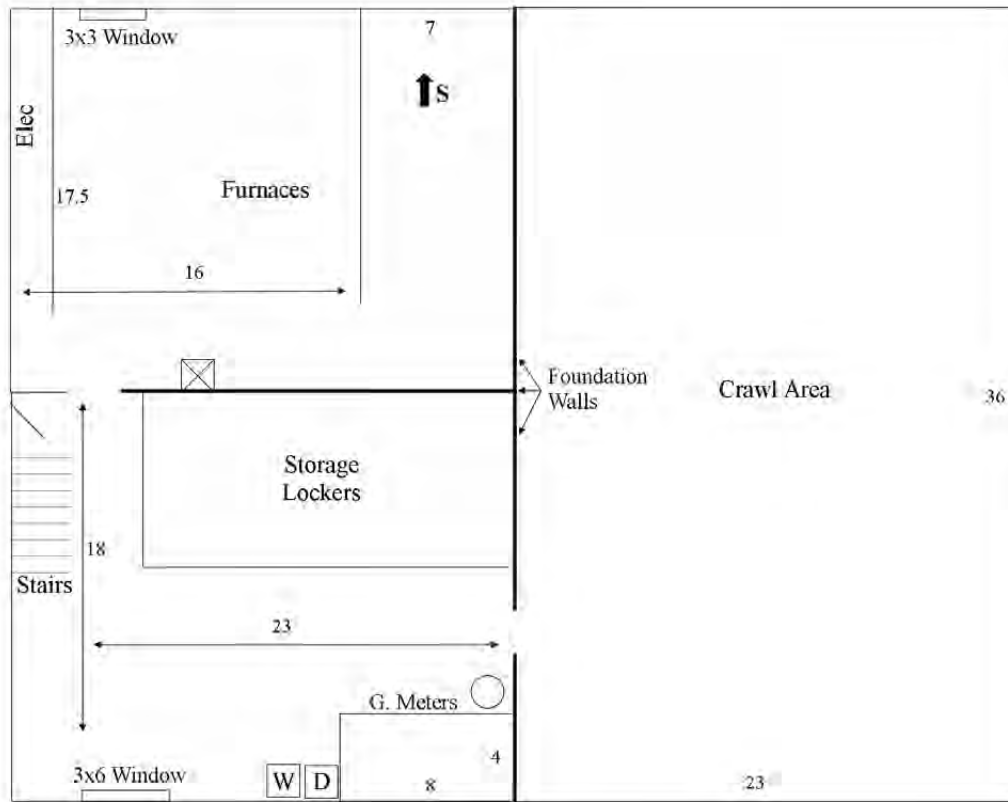 3x3 Window
7
S
Elec
17.5
Furnaces
16
Foundation
Walls
Crawl Area
36
Storage
Lockers
18
Stairs
23
G. Meters
3x6 Window
W D
4
8
23